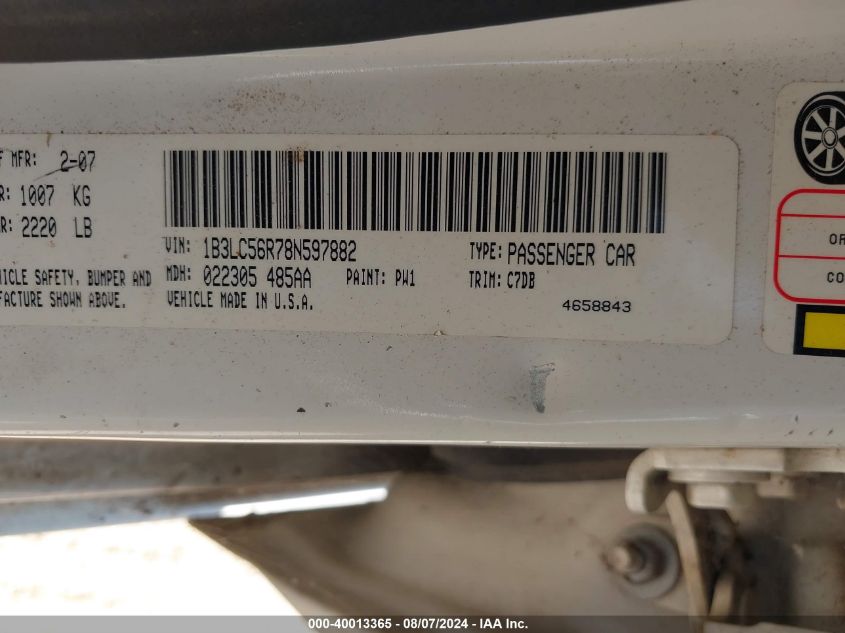 F MFR: 2-07
R: 1007 KG
R: 2220 LB
HICLE SAFETY, BUMPER AND
FACTURE SHOWN ABOVE.
VIN: 1B3LC56R78N597882
TYPE: PASSENGER CAR
MDH: 022305 485AA PAINT: PW1 TRIM: C7DB
VEHICLE MADE IN U.S.A.
4658843
OR
CO
000-40013365 - 08/07/2024 - IAA Inc.